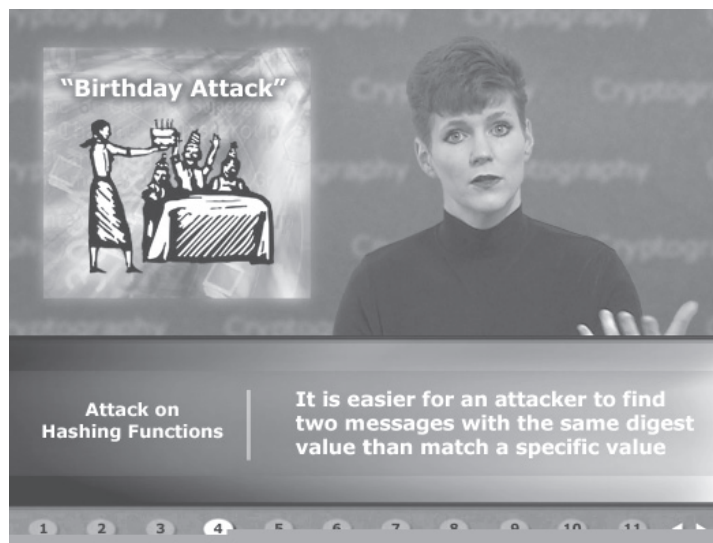 Cryptography
"Birthday Attack"
Attack on
Hashing Functions
It is easier for an attacker to find
two messages with the same digest
value than match a specific value
1 2 3 4 5 6 7 8 9 10 11